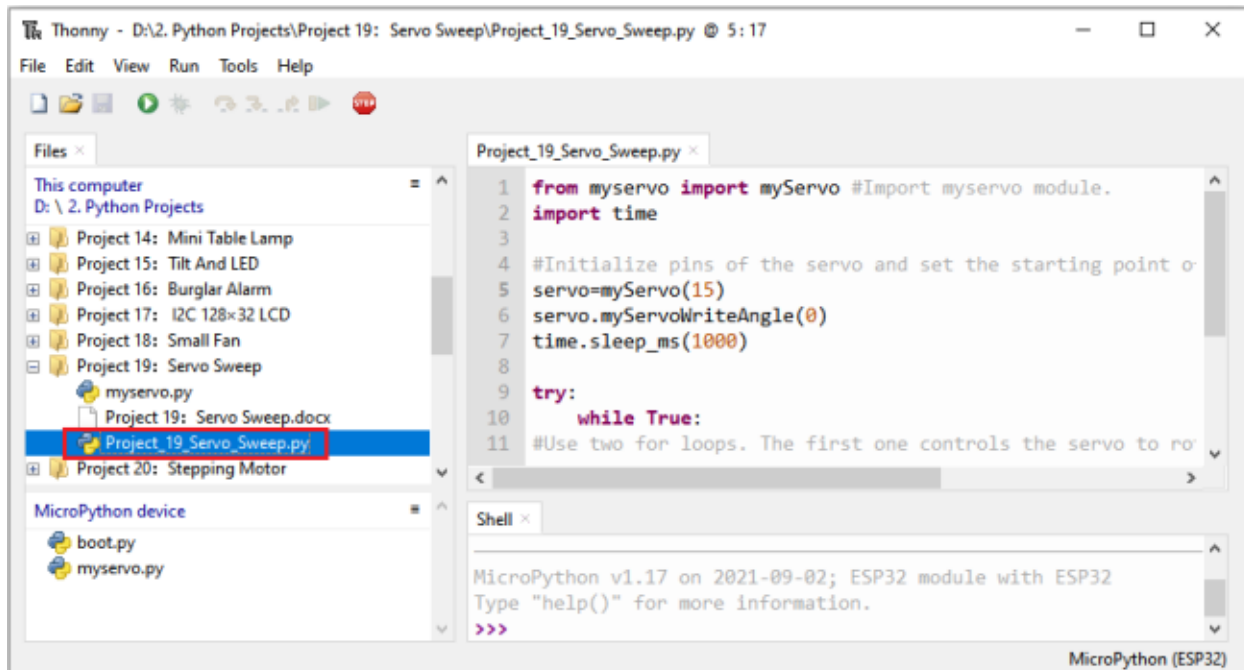 Thonny - D:\2. Python Projects\Project 19: Servo Sweep\Project_19_Servo_Sweep.py @ 5:17
File Edit View Run Tools Help
STEP
Files
This computer
D: \ 2. Python Projects
Project 14: Mini Table Lamp
Project 15: Tilt And LED
Project 16: Burglar Alarm
Project 17: I2C 128×32 LCD
Project 18: Small Fan
Project 19: Servo Sweep
myservo.py
Project 19: Servo Sweep.docx
Project_19_Servo_Sweep.py
Project 20: Stepping Motor
MicroPython device
boot.py
myservo.py
Project_19_Servo_Sweep.py
1 from myservo import myServo #Import myservo module.
2 import time
3
4 #Initialize pins of the servo and set the starting point o
5 servo=myServo(15)
6 servo.myServoWriteAngle(0)
7 time.sleep_ms(1000)
8
9 try:
10     while True:
11 #Use two for loops. The first one controls the servo to ro
Shell
MicroPython v1.17 on 2021-09-02; ESP32 module with ESP32
Type "help()" for more information.
>>>
MicroPython (ESP32)